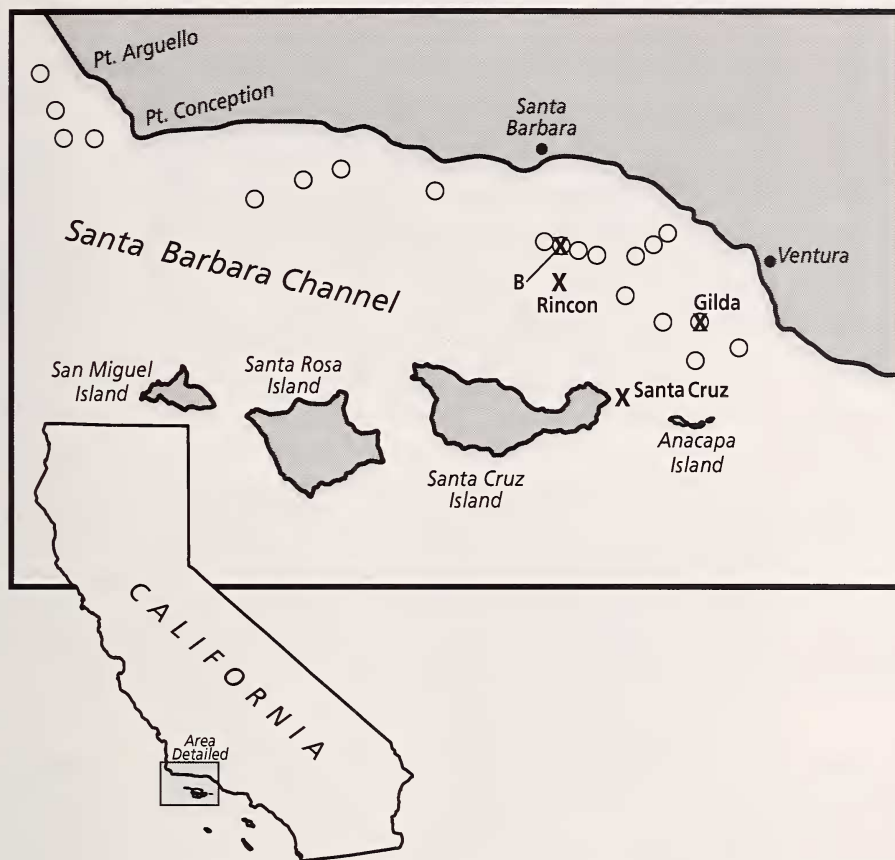 Pt. Arguello
Pt. Conception
Santa
Barbara
Santa Barbara Channel
B
X
X
Rincon
Ventura
Gilda
X
San Miguel
Island
Santa Rosa
Island
X Santa Cruz
Anacapa
Island
Santa Cruz
Island
CALIFORNIA
Area
Detailed